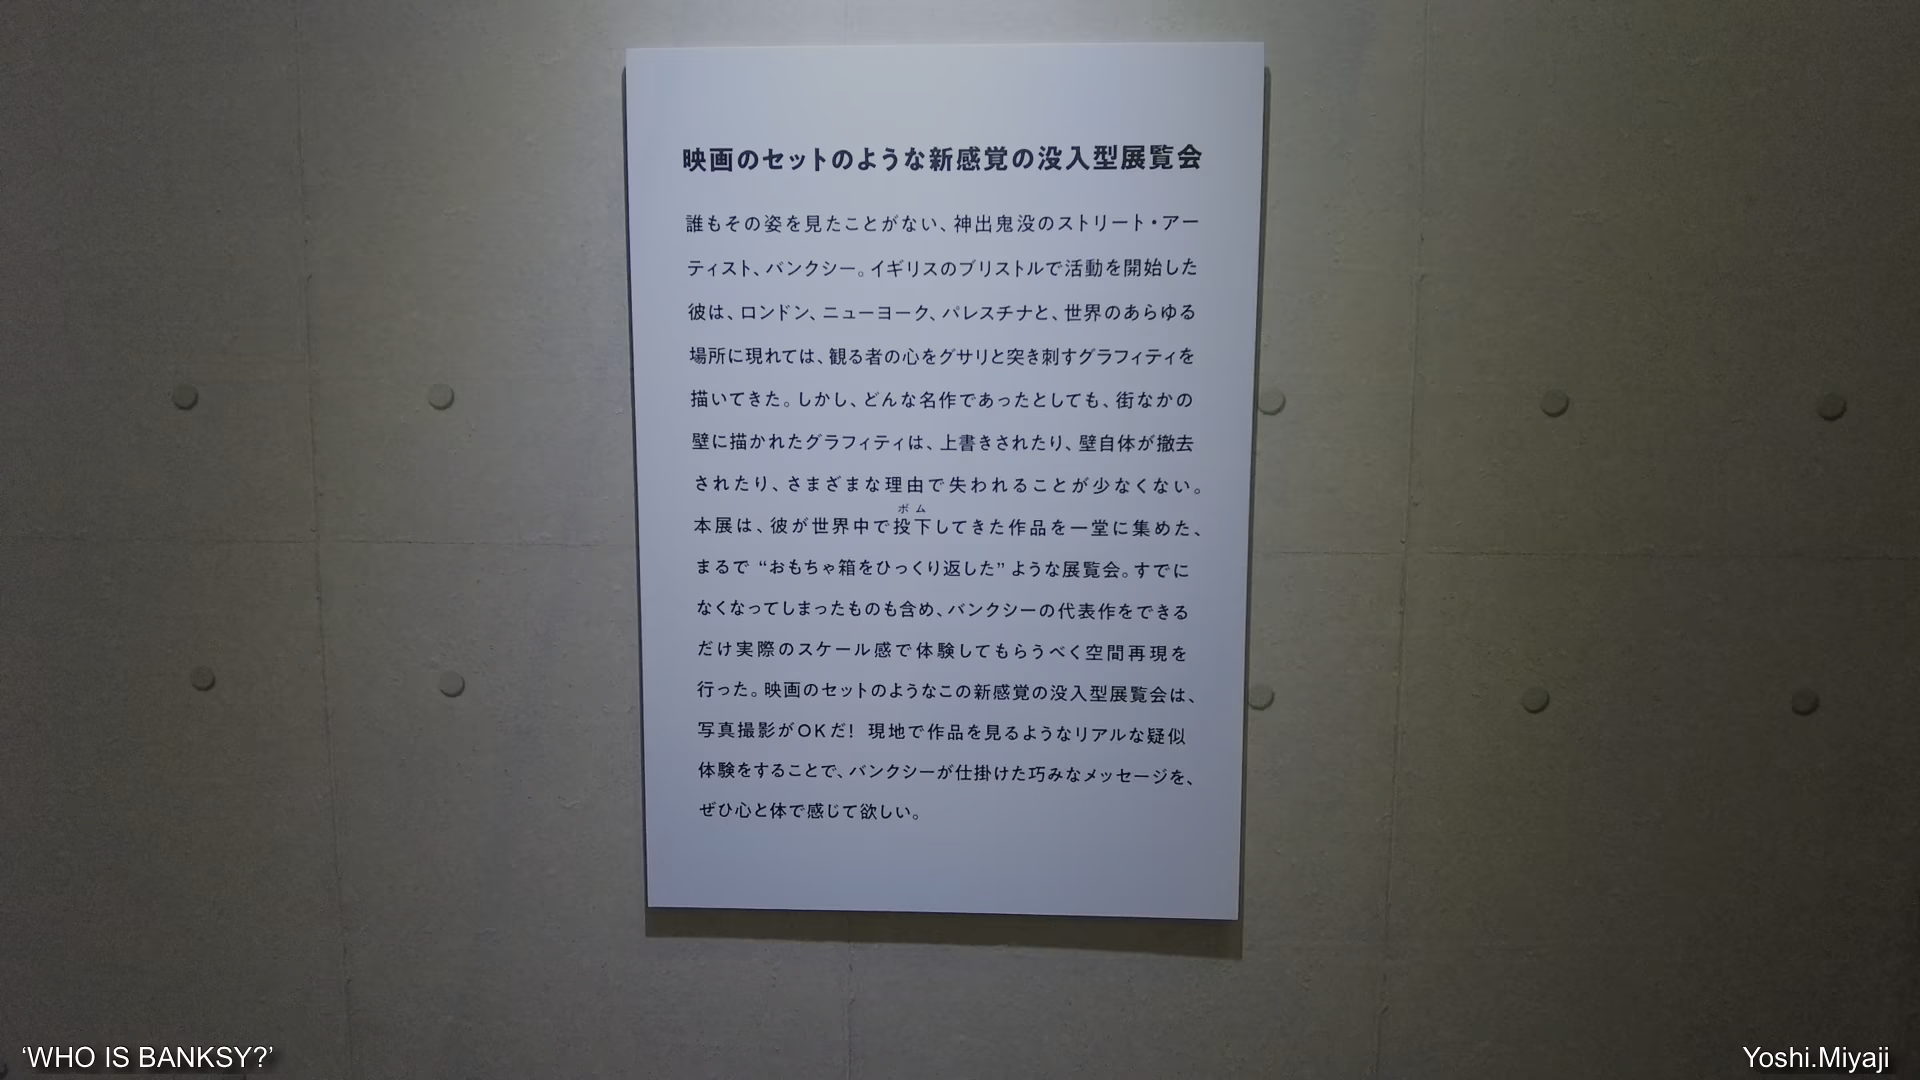 映画のセットのような新感覚の没入型展覧会
誰もその姿を見たことがない、神出鬼没のストリート・アー
ティスト、バンクシー。イギリスのブリストルで活動を開始した
彼は、ロンドン、ニューヨーク、パレスチナと、世界のあらゆる
場所に現れては、観る者の心をグサリと突き刺すグラフィティを
描いてきた。しかし、どんな名作であったとしても、街なかの
壁に描かれたグラフィティは、上書きされたり、壁自体が撤去
されたり、さまざまな理由で失われることが少なくない。
ボム
本展は、彼が世界中で投下してきた作品を一堂に集めた、
まるで “おもちゃ箱をひっくり返した” ような展覧会。すでに
なくなってしまったものも含め、バンクシーの代表作をできる
だけ実際のスケール感で体験してもらうべく空間再現を
行った。映画のセットのようなこの新感覚の没入型展覧会は、
写真撮影がOKだ! 現地で作品を見るようなリアルな疑似
体験をすることで、バンクシーが仕掛けた巧みなメッセージを、
ぜひ心と体で感じて欲しい。
‘WHO IS BANKSY?’
Yoshi.Miyaji